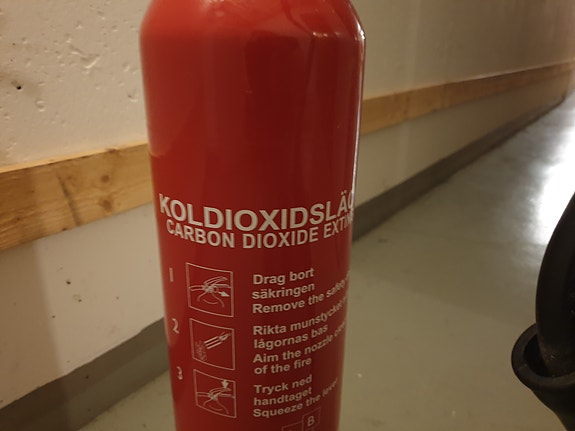 KOLDIOXIDSLÄC
CARBON DIOXIDE EXTIN
1
Drag bort
säkringen
Remove the safety
2
Rikta munstycket
lågornas bas
Aim the nozzle
of the fire
3
Tryck ned
handtaget
Squeeze the lever
B